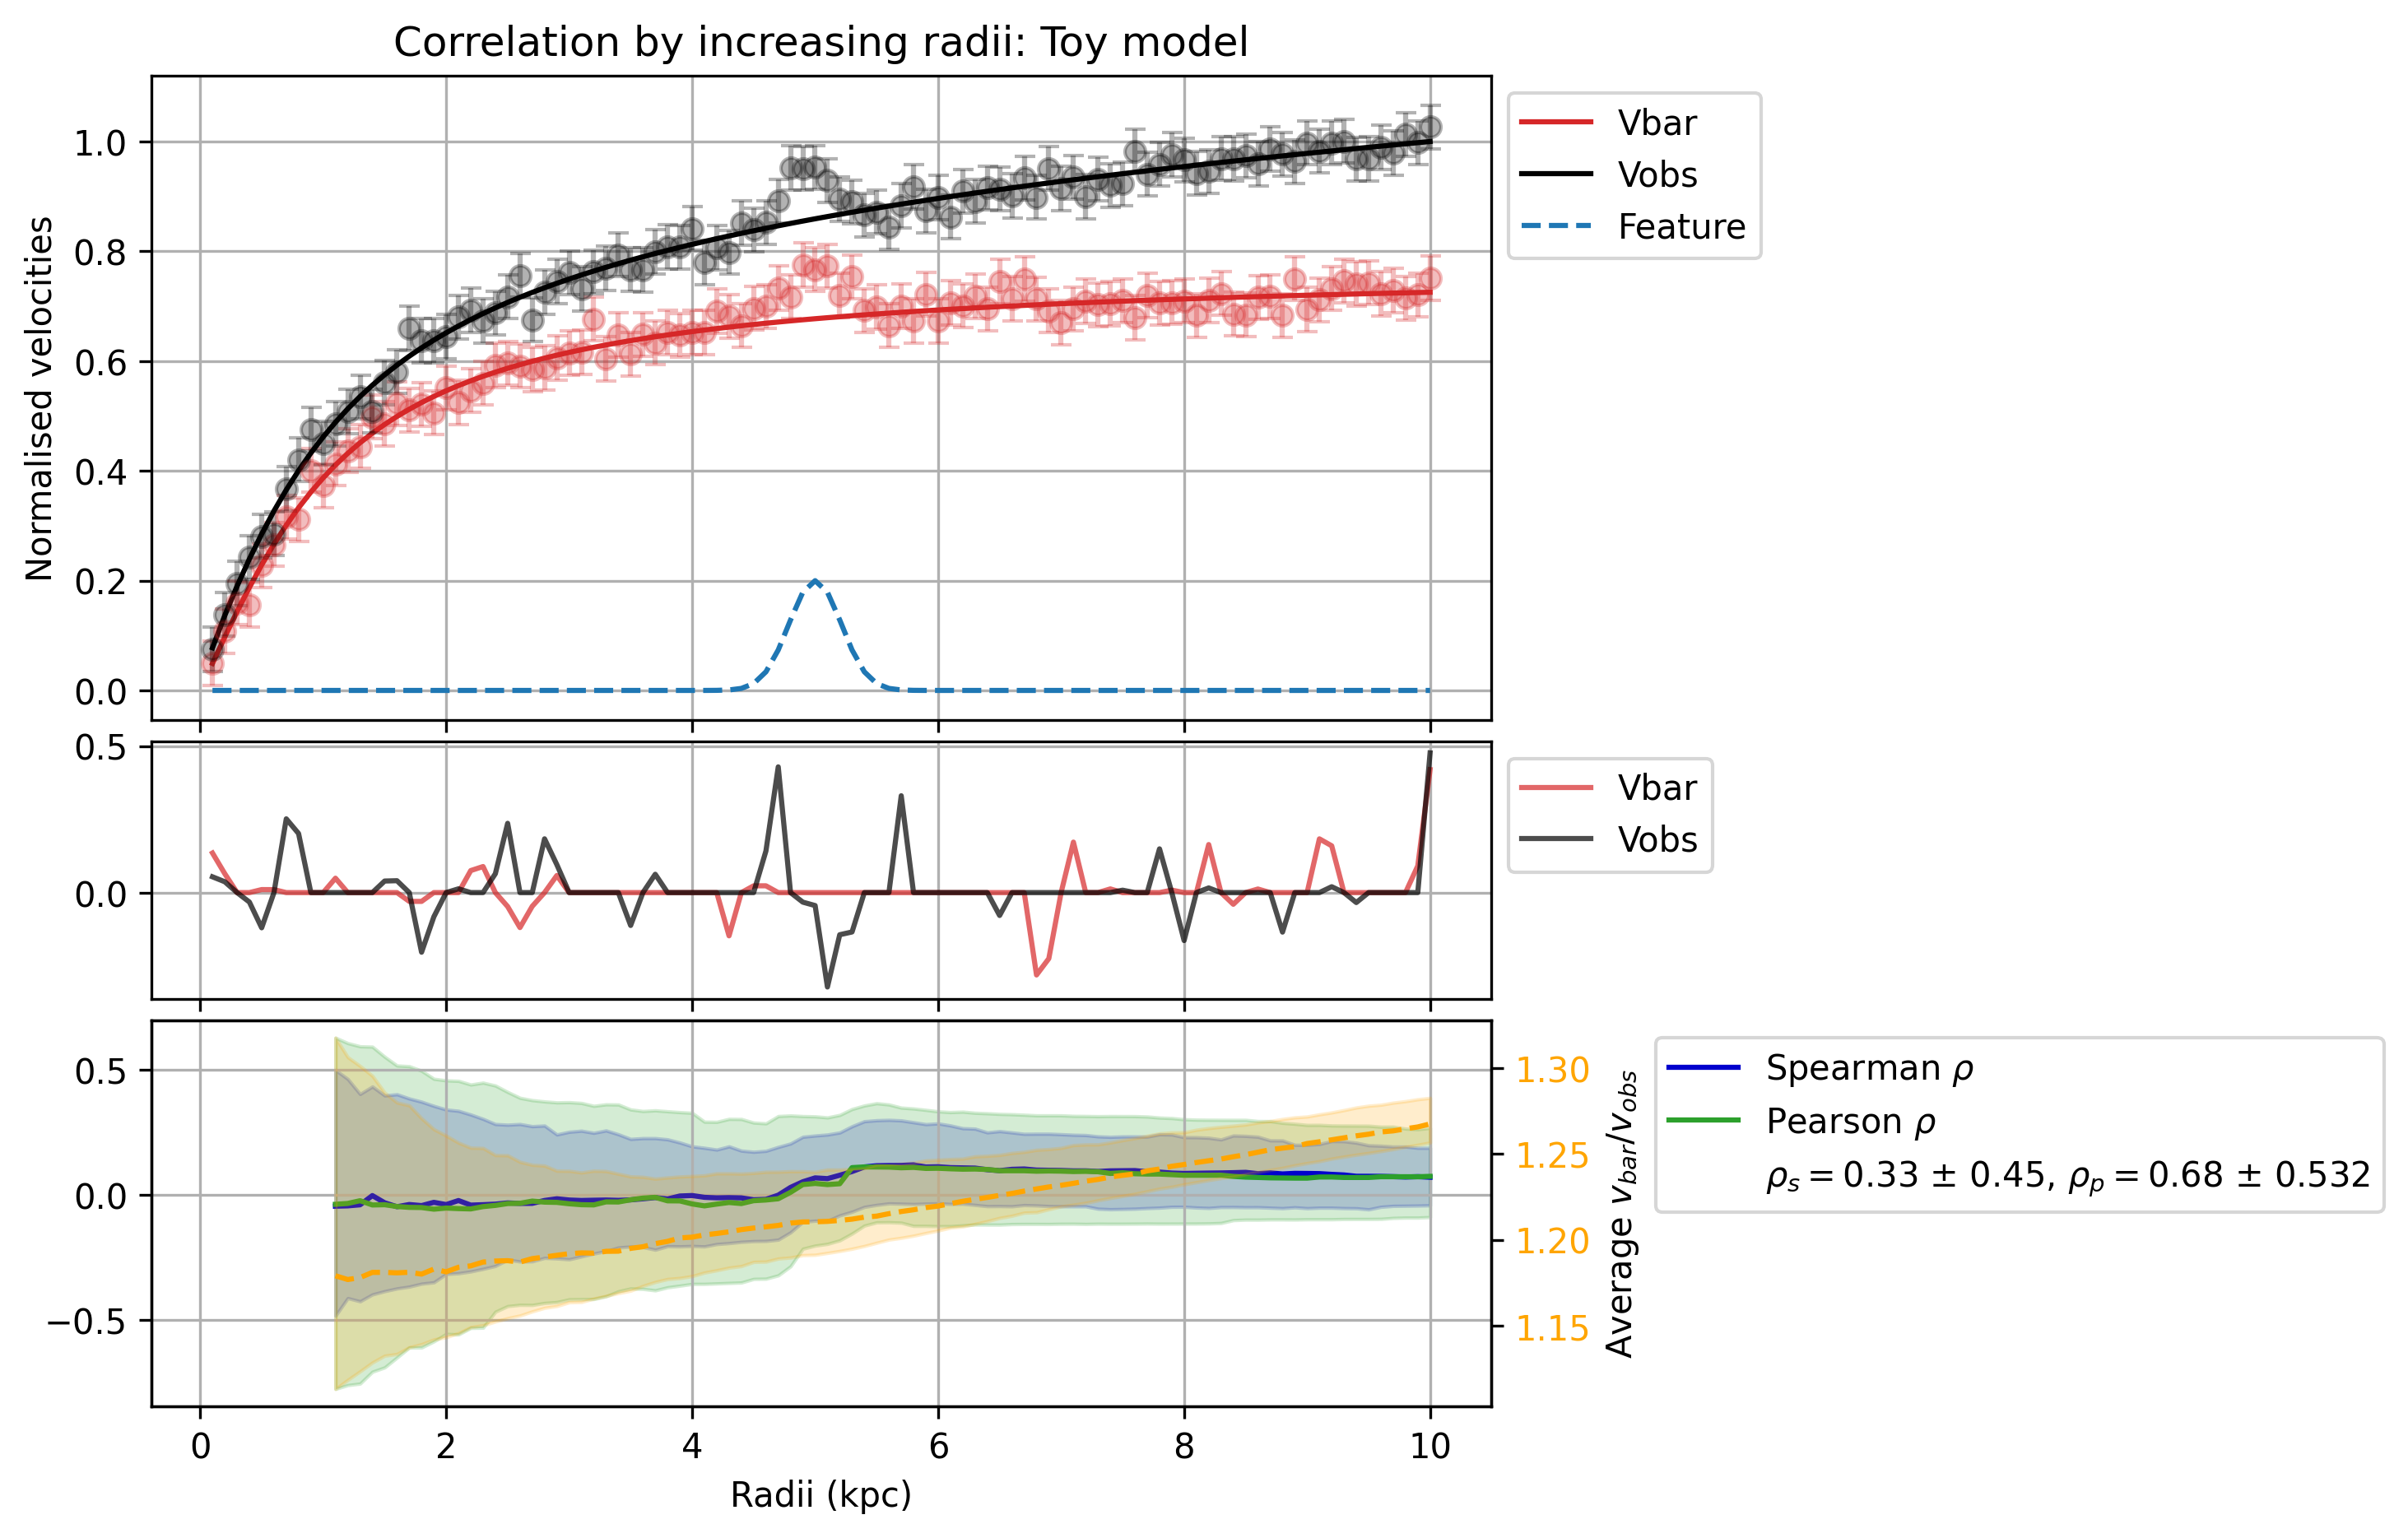 Correlation by increasing radii: Toy model
Normalised velocities
1.0
0.8
0.6
0.4
0.2
0.0
Vbar
Vobs
Feature
0.5
0.0
Vbar
Vobs
0.5
0.0
−0.5
1.30
1.25
1.20
1.15
Average v_bar/v_obs
Spearman ρ
Pearson ρ
ρ_s = 0.33 ± 0.45, ρ_p = 0.68 ± 0.532
0 2 4 6 8 10
Radii (kpc)